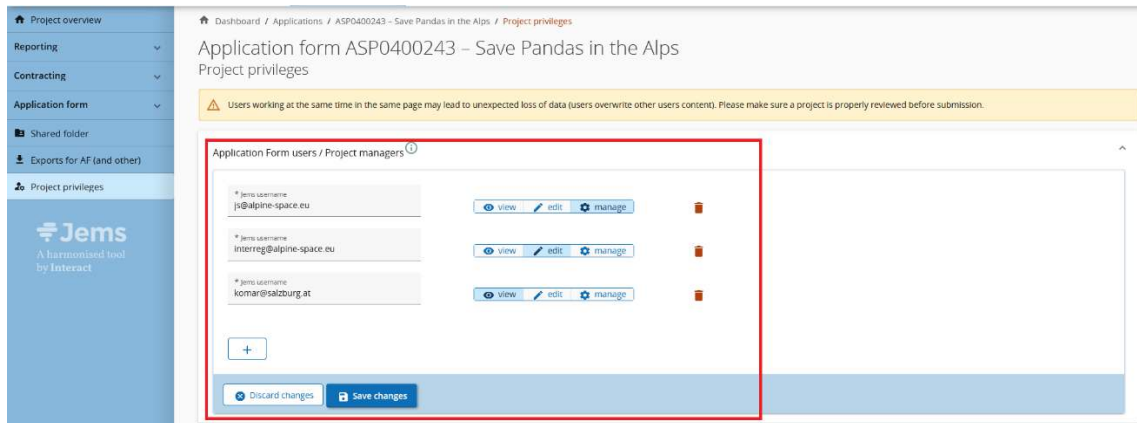 Project overview
Reporting
Contracting
Application form
Shared folder
Exports for AF (and other)
Project privileges
Jems
A harmonised tool
by Interact
Dashboard / Applications / ASP0400243 – Save Pandas in the Alps / Project privileges
Application form ASP0400243 – Save Pandas in the Alps
Project privileges
Users working at the same time in the same page may lead to unexpected loss of data (users overwrite other users content). Please make sure a project is properly reviewed before submission.
Application Form users / Project managers
* Jems username
js@alpine-space.eu
view edit manage
* Jems username
interreg@alpine-space.eu
view edit manage
* Jems username
komar@salzburg.at
view edit manage
+
Discard changes Save changes